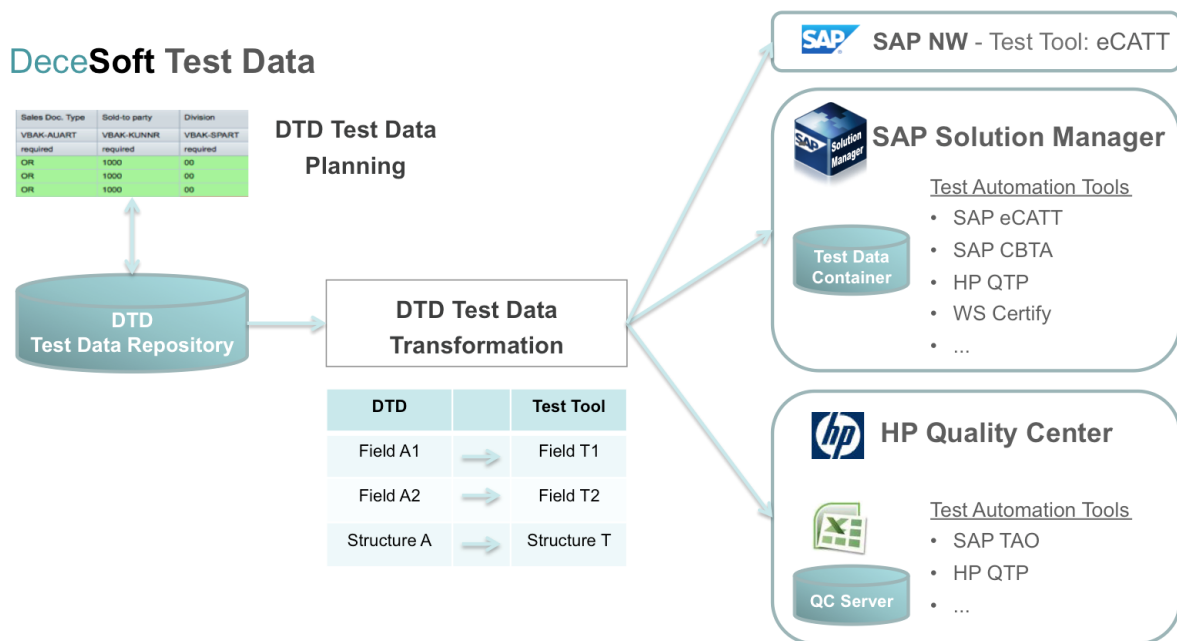 DeceSoft Test Data
Sales Doc. Type Sold-to party Division
VBAK-AUART VBAK-KUNNR VBAK-SPART
required required required
OR 1000 00
OR 1000 00
OR 1000 00
DTD Test Data
Planning
DTD
Test Data Repository
DTD Test Data
Transformation
DTD Test Tool
Field A1 Field T1
Field A2 Field T2
Structure A Structure T
SAP SAP NW - Test Tool: eCATT
SAP Solution Manager
SAP
Solution
Manager
SAP
Test Data
Container
Test Automation Tools
• SAP eCATT
• SAP CBTA
• HP QTP
• WS Certify
• ...
hp HP Quality Center
X
QC Server
Test Automation Tools
• SAP TAO
• HP QTP
• ...